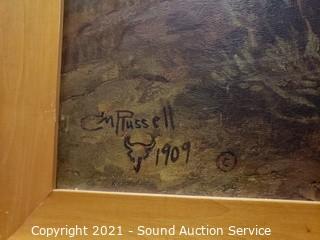 CM Russell
1909 ©
Copyright 2021 - Sound Auction Service